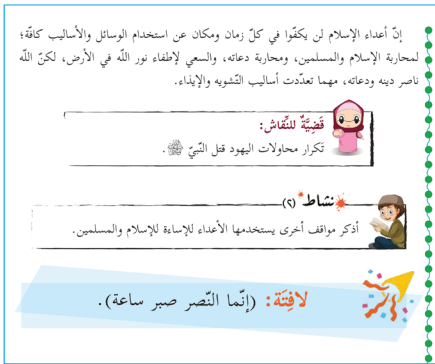 إنّ أعداء الإسلام لن يكفّوا في كلّ زمان ومكان عن استخدام الوسائل والأساليب كافّة؛
لمحاربة الإسلام والمسلمين، ومحاربة دعاته، والسعي لإطفاء نور اللّه في الأرض، لكنّ اللّه
ناصر دينه ودعاته، مهما تعدّدت أساليب التّشويه والإيذاء.
قَضِيَّةٌ للنِّقاش:
تَكرار محاولات اليهود قتل النّبيّ ﷺ.
نشاط (٢)
أذكر مواقف أخرى يستخدمها الأعداء للإساءة للإسلام والمسلمين.
لافِتَة: (إنّما النّصر صبر ساعة).